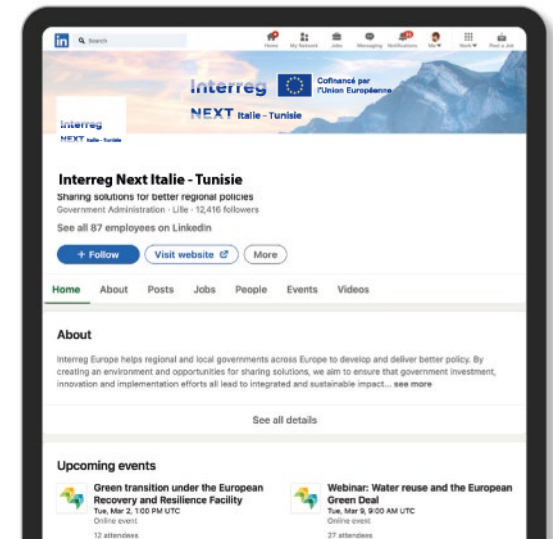 in Search Home My Network Jobs Messaging Notifications Me Work Post a Job
Interreg Cofinancé par
l'Union Européenne
NEXT Italie – Tunisie
Interreg
NEXT Italie – Tunisie
Interreg Next Italie - Tunisie
Sharing solutions for better regional policies
Government Administration · Lille · 12,416 followers
See all 87 employees on LinkedIn
+ Follow Visit website More
Home About Posts Jobs People Events Videos
About
Interreg Europe helps regional and local governments across Europe to develop and deliver better policy. By
creating an environment and opportunities for sharing solutions, we aim to ensure that government investment,
innovation and implementation efforts all lead to integrated and sustainable impact... see more
See all details
Upcoming events
Green transition under the European
Recovery and Resilience Facility
Tue, Mar 2, 1:00 PM UTC
Online event
12 attendees
Webinar: Water reuse and the European
Green Deal
Tue, Mar 9, 9:00 AM UTC
Online event
27 attendees